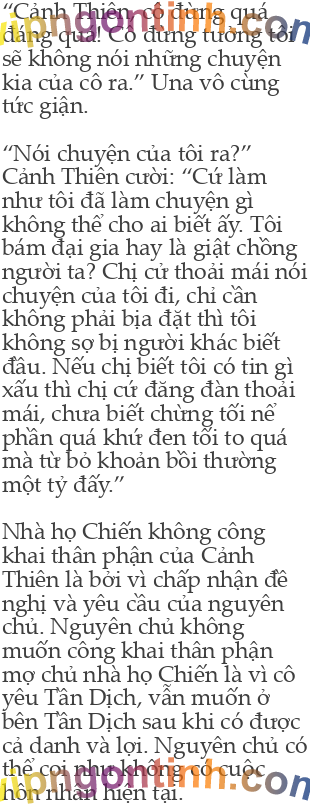 “Cảnh Thiên, cô đừng quá
đáng quá! Cô đừng tưởng tôi
sẽ không nói những chuyện
kia của cô ra.” Una vô cùng
tức giận.
“Nói chuyện của tôi ra?”
Cảnh Thiên cười: “Cứ làm
như tôi đã làm chuyện gì
không thể cho ai biết ấy. Tôi
bám đại gia hay là giật chồng
người ta? Chị cứ thoải mái nói
chuyện của tôi đi, chỉ cần
không phải bịa đặt thì tôi
không sợ bị người khác biết
đâu. Nếu chị biết tôi có tin gì
xấu thì chị cứ đăng đàn thoải
mái, chưa biết chừng tối nể
phần quá khứ đen tối to quá
mà từ bỏ khoản bồi thường
một tỷ đấy.”
Nhà họ Chiến không công
khai thân phận của Cảnh
Thiên là bởi vì chấp nhận đề
nghị và yêu cầu của nguyên
chủ. Nguyên chủ không
muốn công khai thân phận
mợ chủ nhà họ Chiến là vì cô
yêu Tần Dịch, vẫn muốn ở
bên Tần Dịch sau khi có được
cả danh và lợi. Nguyên chủ có
thể coi như không có cuộc
hôn nhân hiện tại.